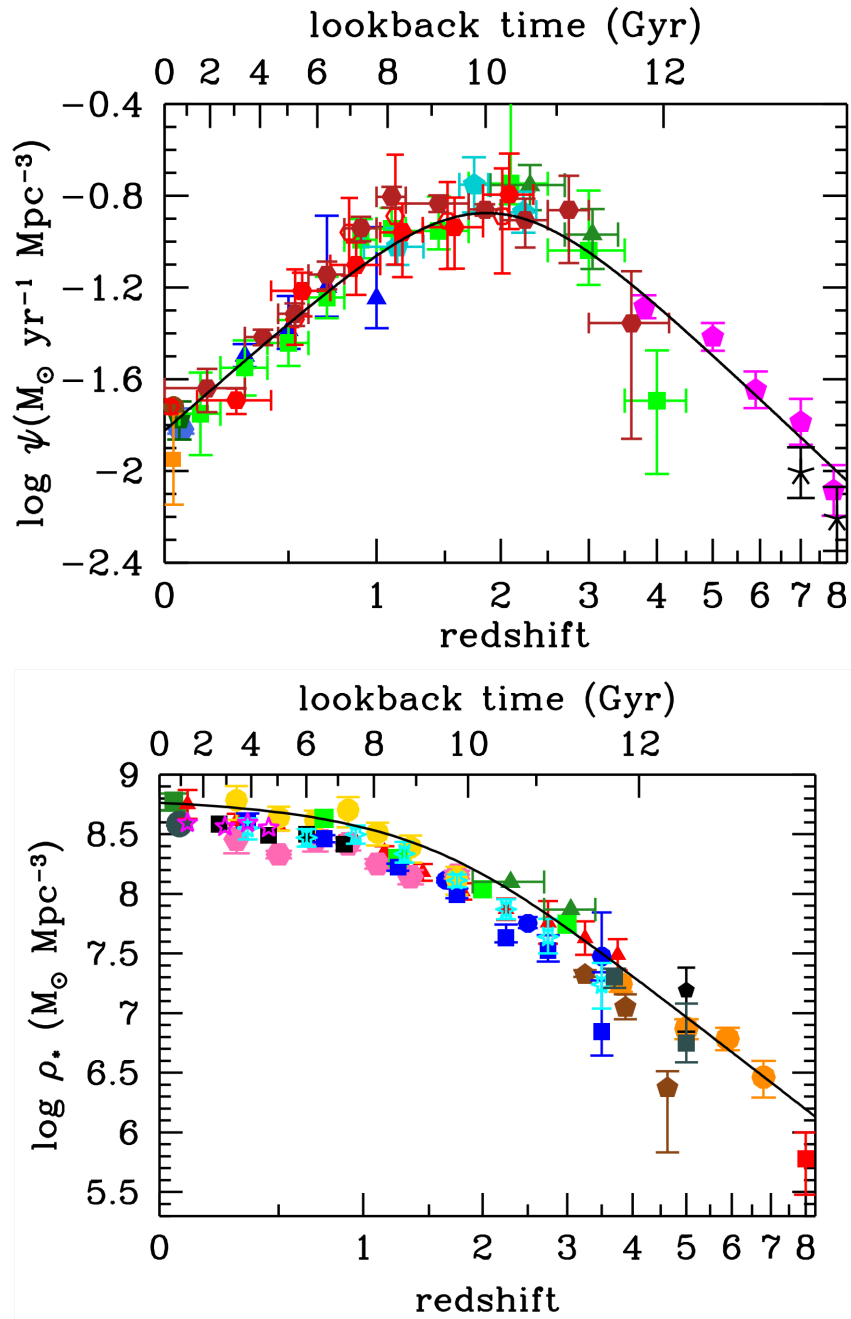 lookback time (Gyr)
0 2 4 6 8 10 12
−0.4
−0.8
−1.2
−1.6
−2
−2.4
log ψ(M⊙ yr⁻¹ Mpc⁻³)
0 1 2 3 4 5 6 7 8
redshift
lookback time (Gyr)
0 2 4 6 8 10 12
9
8.5
8
7.5
7
6.5
6
5.5
log ρ* (M⊙ Mpc⁻³)
0 1 2 3 4 5 6 7 8
redshift